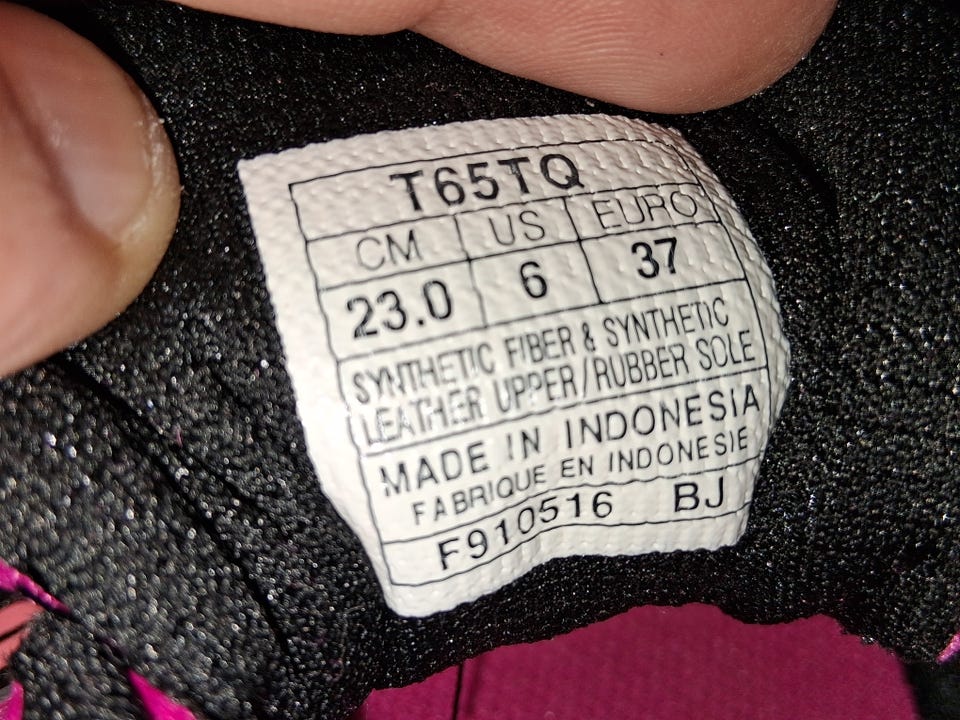 T65TQ
CM US EURO
23.0 6 37
SYNTHETIC FIBER & SYNTHETIC
LEATHER UPPER/RUBBER SOLE
MADE IN INDONESIA
FABRIQUE EN INDONESIE
F910516 BJ